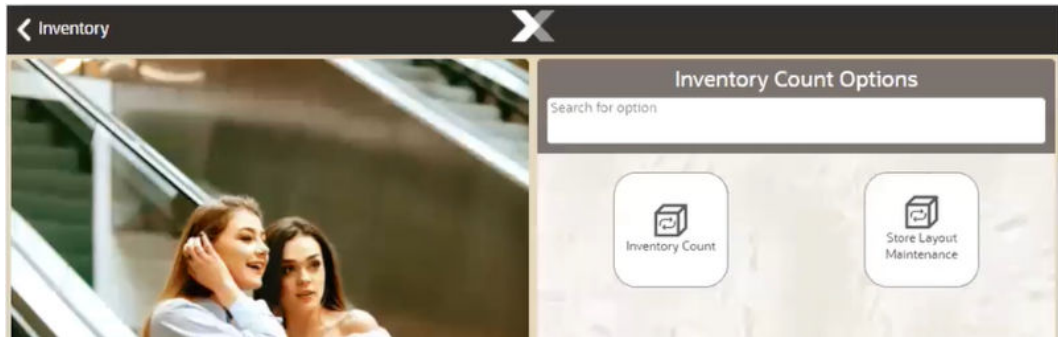 Inventory
Inventory Count Options
Search for option
Inventory Count
Store Layout
Maintenance